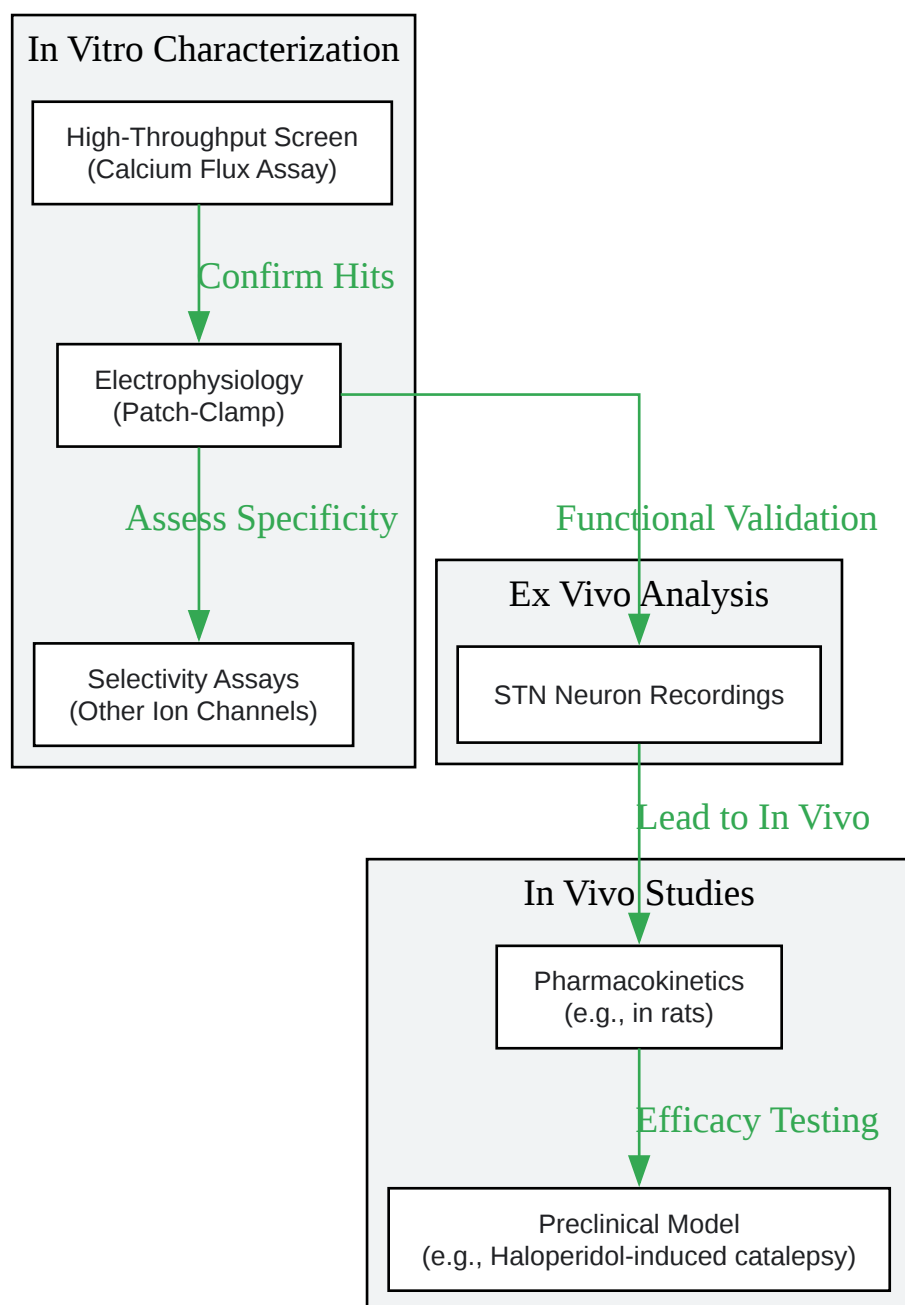 In Vitro Characterization
High-Throughput Screen
(Calcium Flux Assay)
Confirm Hits
Electrophysiology
(Patch-Clamp)
Assess Specificity
Functional Validation
Selectivity Assays
(Other Ion Channels)
Ex Vivo Analysis
STN Neuron Recordings
Lead to In Vivo
In Vivo Studies
Pharmacokinetics
(e.g., in rats)
Efficacy Testing
Preclinical Model
(e.g., Haloperidol-induced catalepsy)